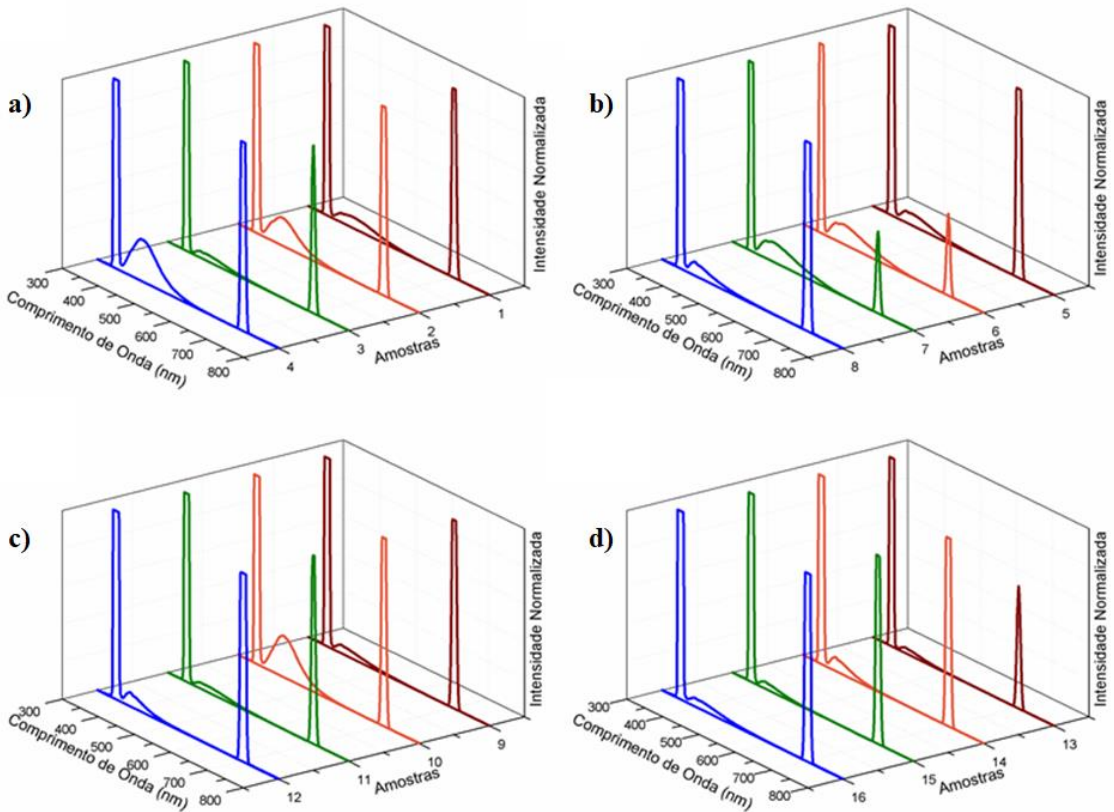 a)
Intensidade Normalizada
300
400
500
600
700
800
Comprimento de Onda (nm)
4
3
2
1
Amostras
b)
Intensidade Normalizada
300
400
500
600
700
800
Comprimento de Onda (nm)
8
7
6
5
Amostras
c)
Intensidade Normalizada
300
400
500
600
700
800
Comprimento de Onda (nm)
12
11
10
9
Amostras
d)
Intensidade Normalizada
300
400
500
600
700
800
Comprimento de Onda (nm)
16
15
14
13
Amostras